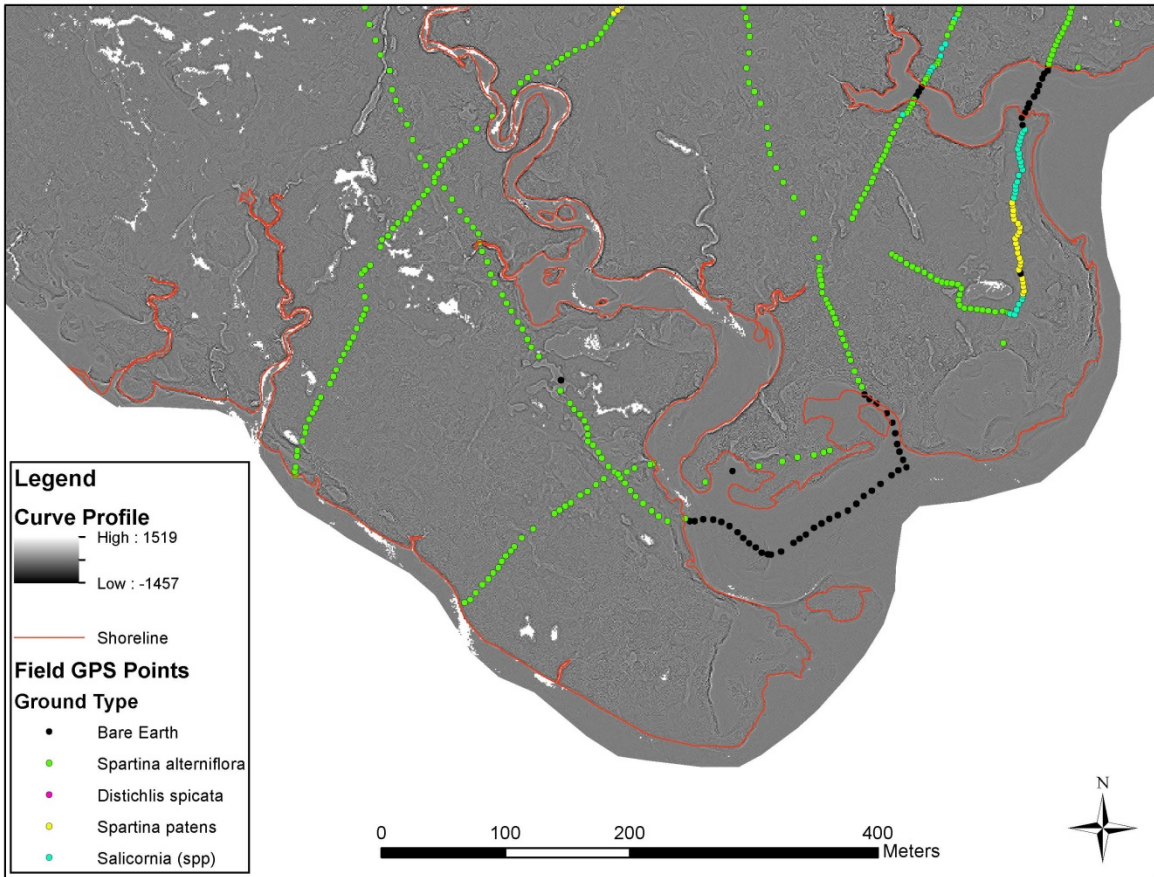 Legend
Curve Profile
High : 1519
Low : -1457
Shoreline
Field GPS Points
Ground Type
Bare Earth
Spartina alterniflora
Distichlis spicata
Spartina patens
Salicornia (spp)
0 100 200 400
Meters
N